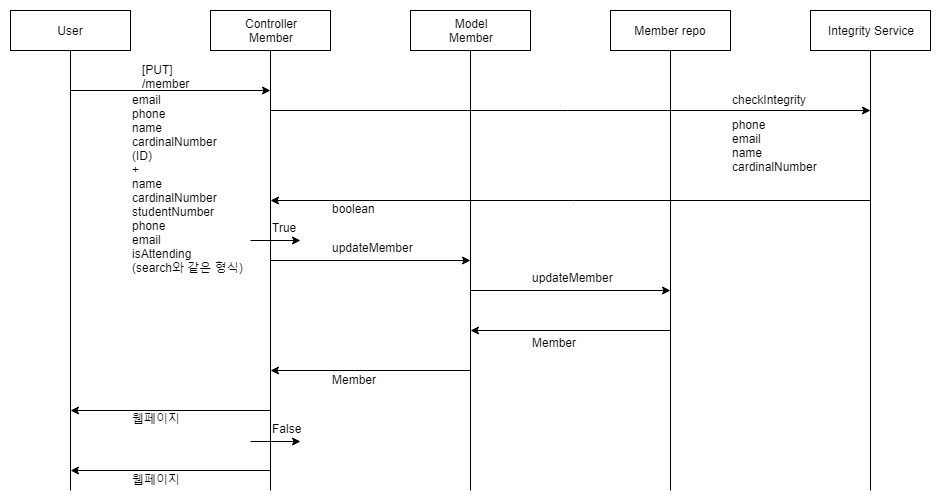 User
Controller
Member
Model
Member
Member repo
Integrity Service
[PUT]
/member
email
phone
name
cardinalNumber
(ID)
+
name
cardinalNumber
studentNumber
phone
email
isAttending
(search와 같은 형식)
checkIntegrity
phone
email
name
cardinalNumber
boolean
True
updateMember
updateMember
Member
Member
웹페이지
False
웹페이지